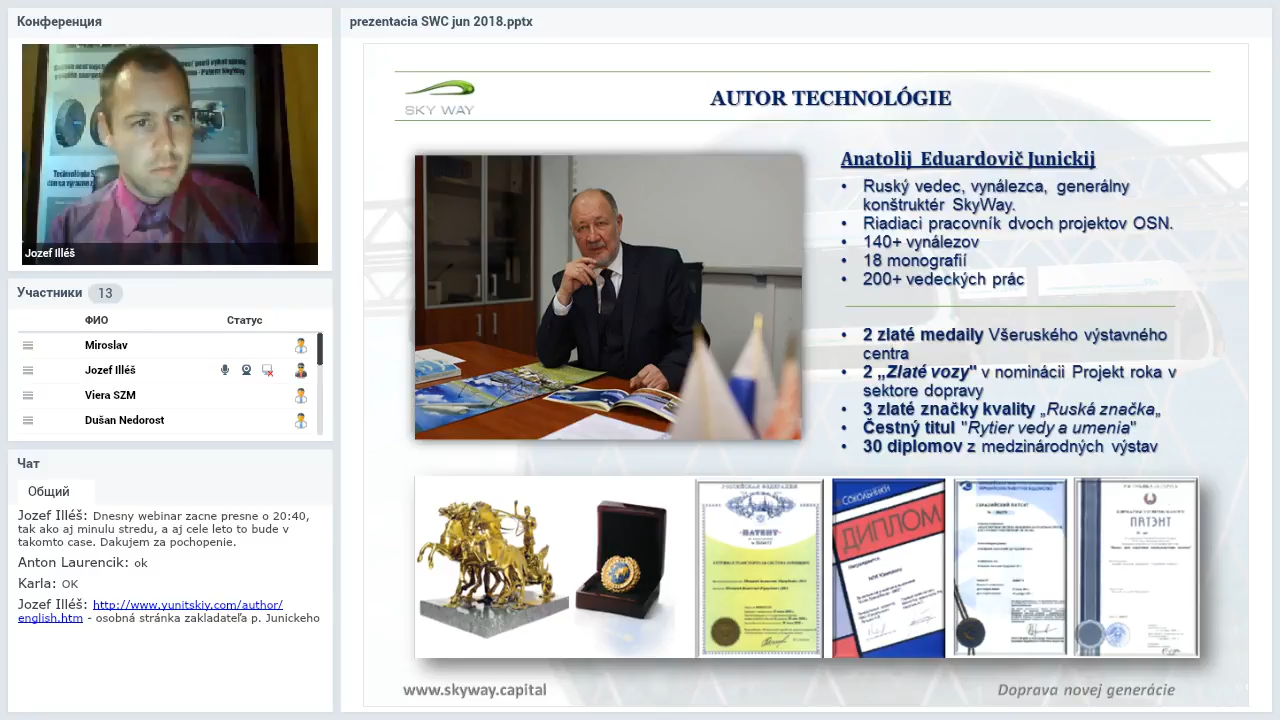 Конференция
Jozef Illéš
Участники 13
ФИО Статус
Miroslav
Jozef Illéš
Viera SZM
Dušan Nedorost
Чат
Общий
Jozef Illéš: Dnesny webinar zacne presne o 20:40,
tak ako aj minulu stredu, a aj cele leto to bude v
takomto case. Dakujem za pochopenie.
Anton Laurencik: ok
Karla: OK
Jozef Illéš: http://www.yunitskiy.com/author/
english.htm - osobná stránka zakladateľa p. Junickeho
prezentacia SWC jun 2018.pptx
SKY WAY
AUTOR TECHNOLÓGIE
Anatolij Eduardovič Junickij
• Ruský vedec, vynálezca, generálny
konštruktér SkyWay.
• Riadiaci pracovník dvoch projektov OSN.
• 140+ vynálezov
• 18 monografií
• 200+ vedeckých prác
• 2 zlaté medaily Všeruského výstavného
centra
• 2 „Zlaté vozy" v nominácii Projekt roka v
sektore dopravy
• 3 zlaté značky kvality „Ruská značka„
• Čestný titul "Rytier vedy a umenia"
• 30 diplomov z medzinárodných výstav
ПАТЕНТ
СОКОЛЬНИКИ
ДИПЛОМ
ПАТЭНТ
www.skyway.capital
Doprava novej generácie